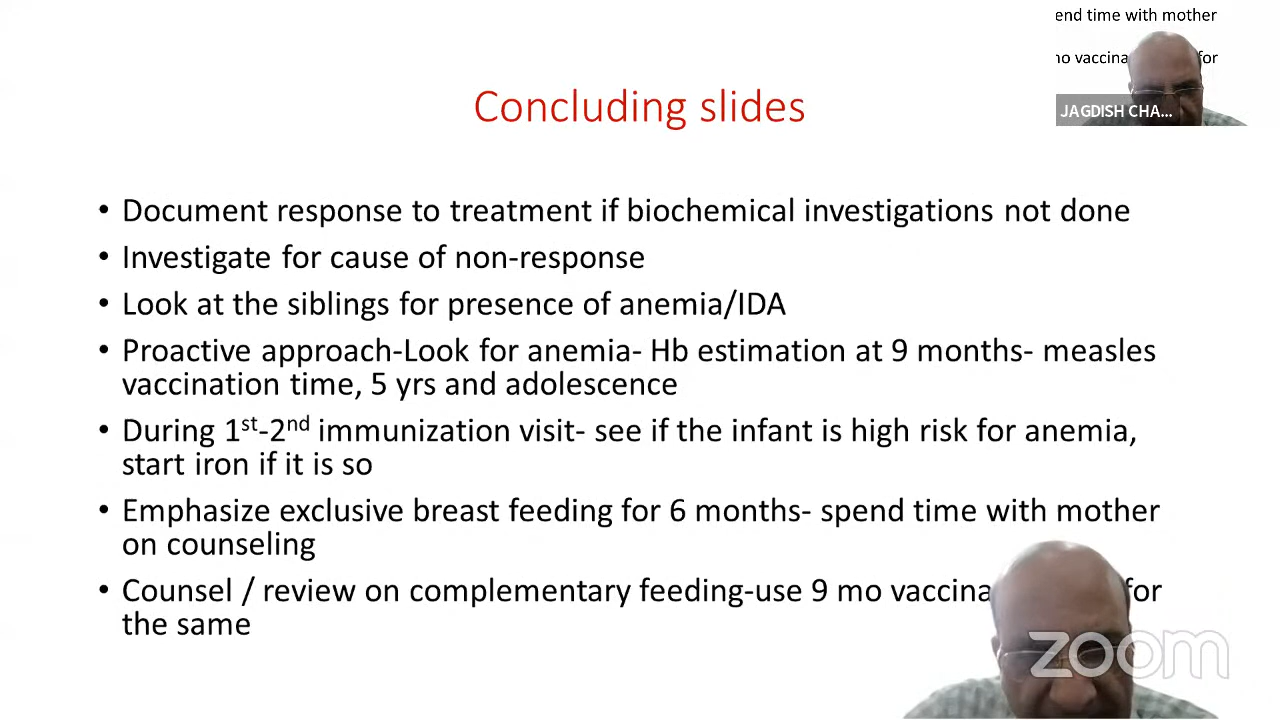 end time with mother
no vaccina for
JAGDISH CHA...
Concluding slides
• Document response to treatment if biochemical investigations not done
• Investigate for cause of non-response
• Look at the siblings for presence of anemia/IDA
• Proactive approach-Look for anemia- Hb estimation at 9 months- measles
vaccination time, 5 yrs and adolescence
• During 1st-2nd immunization visit- see if the infant is high risk for anemia,
start iron if it is so
• Emphasize exclusive breast feeding for 6 months- spend time with mother
on counseling
• Counsel / review on complementary feeding-use 9 mo vaccina for
the same
zoom